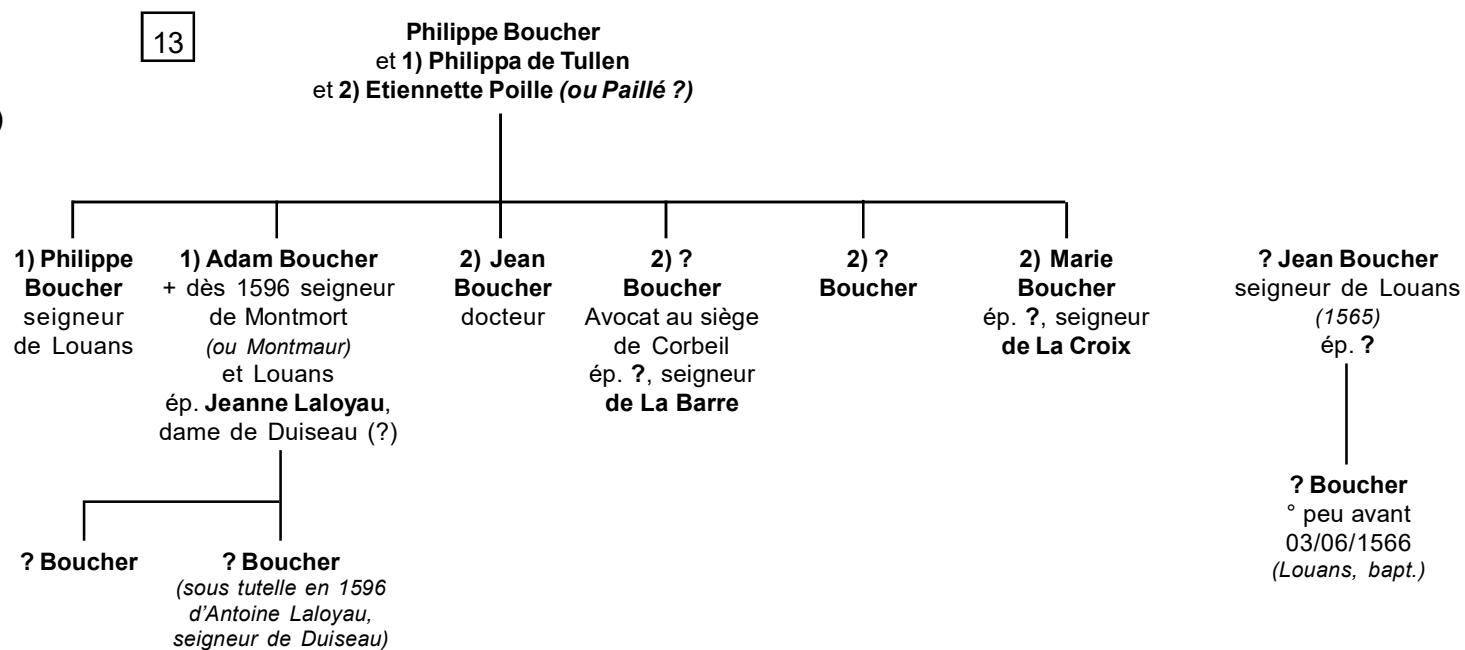 13
Philippe Boucher
et 1) Philippa de Tullen
et 2) Etiennette Poille (ou Paillé ?)
)
1) Philippe
Boucher
seigneur
de Louans
1) Adam Boucher
+ dès 1596 seigneur
de Montmort
(ou Montmaur)
et Louans
ép. Jeanne Laloyau,
dame de Duiseau (?)
2) Jean
Boucher
docteur
2) ?
Boucher
Avocat au siège
de Corbeil
ép. ?, seigneur
de La Barre
2) ?
Boucher
2) Marie
Boucher
ép. ?, seigneur
de La Croix
? Jean Boucher
seigneur de Louans
(1565)
ép. ?
? Boucher
? Boucher
(sous tutelle en 1596
d'Antoine Laloyau,
seigneur de Duiseau)
? Boucher
° peu avant
03/06/1566
(Louans, bapt.)